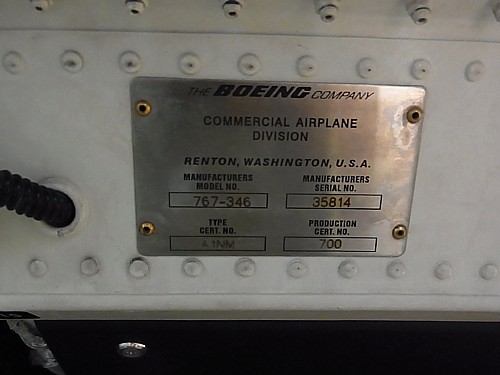 THE BOEING COMPANY
COMMERCIAL AIRPLANE
DIVISION
RENTON, WASHINGTON, U.S.A.
MANUFACTURERS MODEL NO.
767-346
MANUFACTURERS SERIAL NO.
35814
TYPE CERT. NO.
A1NM
PRODUCTION CERT. NO.
700